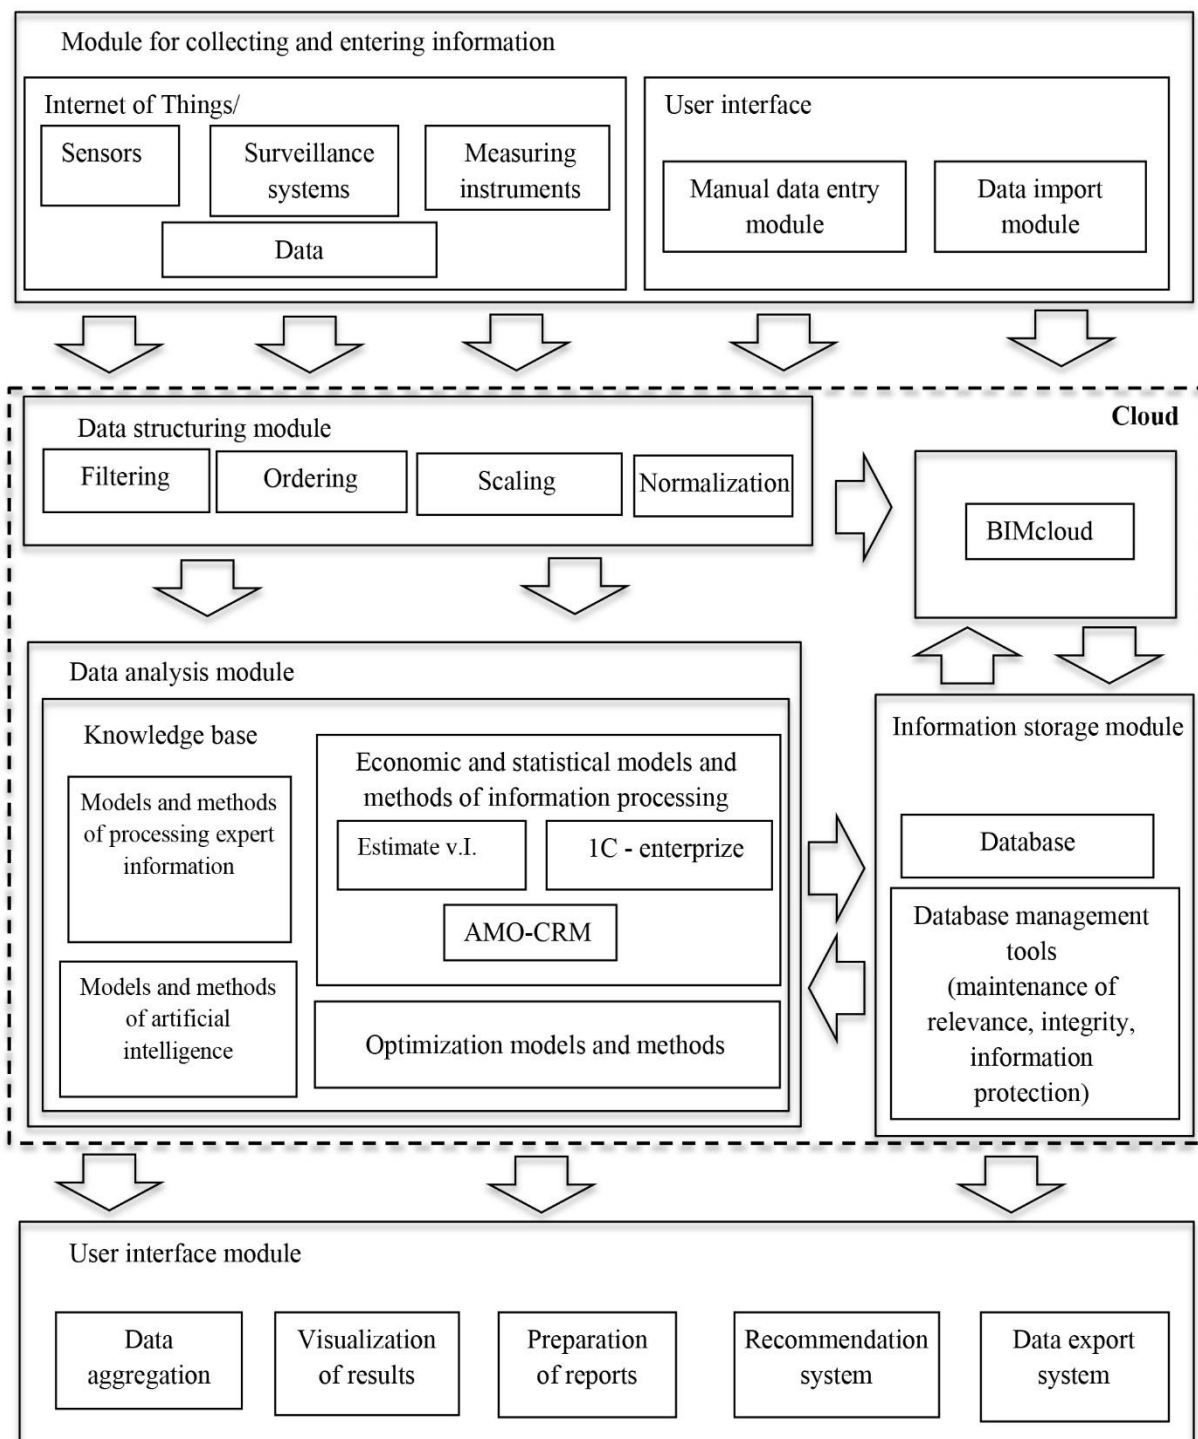 Module for collecting and entering information
Internet of Things/
Sensors
Surveillance
systems
Measuring
instruments
Data
User interface
Manual data entry
module
Data import
module
Cloud
Data structuring module
Filtering
Ordering
Scaling
Normalization
BIMcloud
Data analysis module
Knowledge base
Models and methods
of processing expert
information
Models and methods
of artificial
intelligence
Economic and statistical models and
methods of information processing
Estimate v.I.
1C - enterprize
AMO-CRM
Optimization models and methods
Information storage module
Database
Database management
tools
(maintenance of
relevance, integrity,
information
protection)
User interface module
Data
aggregation
Visualization
of results
Preparation
of reports
Recommendation
system
Data export
system